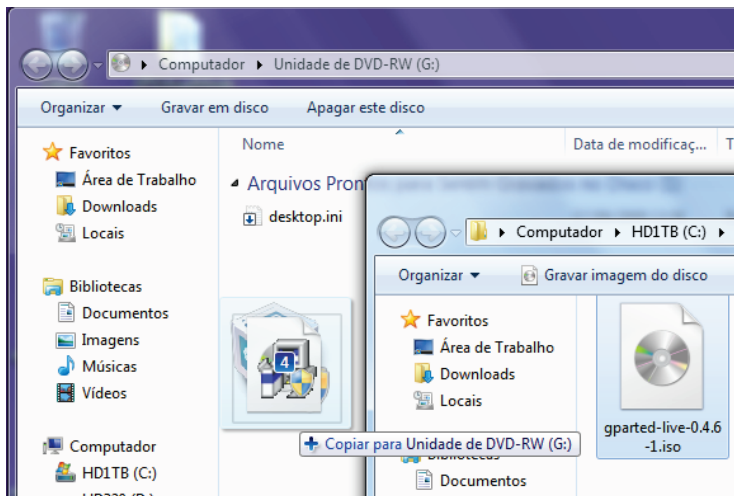 Computador ▸ Unidade de DVD-RW (G:)
Organizar Gravar em disco Apagar este disco
Nome Data de modificaç... T
Favoritos
Área de Trabalho
Downloads
Locais
Bibliotecas
Documentos
Imagens
Músicas
Vídeos
Computador
HD1TB (C:)
Arquivos
desktop.ini
4
Copiar para Unidade de DVD-RW (G:)
Computador ▸ HD1TB (C:) ▸
Organizar Gravar imagem do disco
Favoritos
Área de Trabalho
Downloads
Locais
Bibliotecas
Documentos
gparted-live-0.4.6
-1.iso